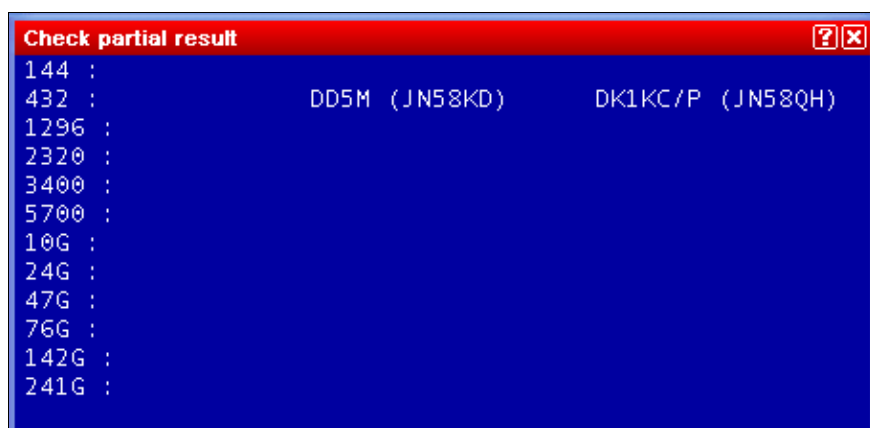 Check partial result
144 :
432 : DD5M (JN58KD) DK1KC/P (JN58QH)
1296 :
2320 :
3400 :
5700 :
10G :
24G :
47G :
76G :
142G :
241G :